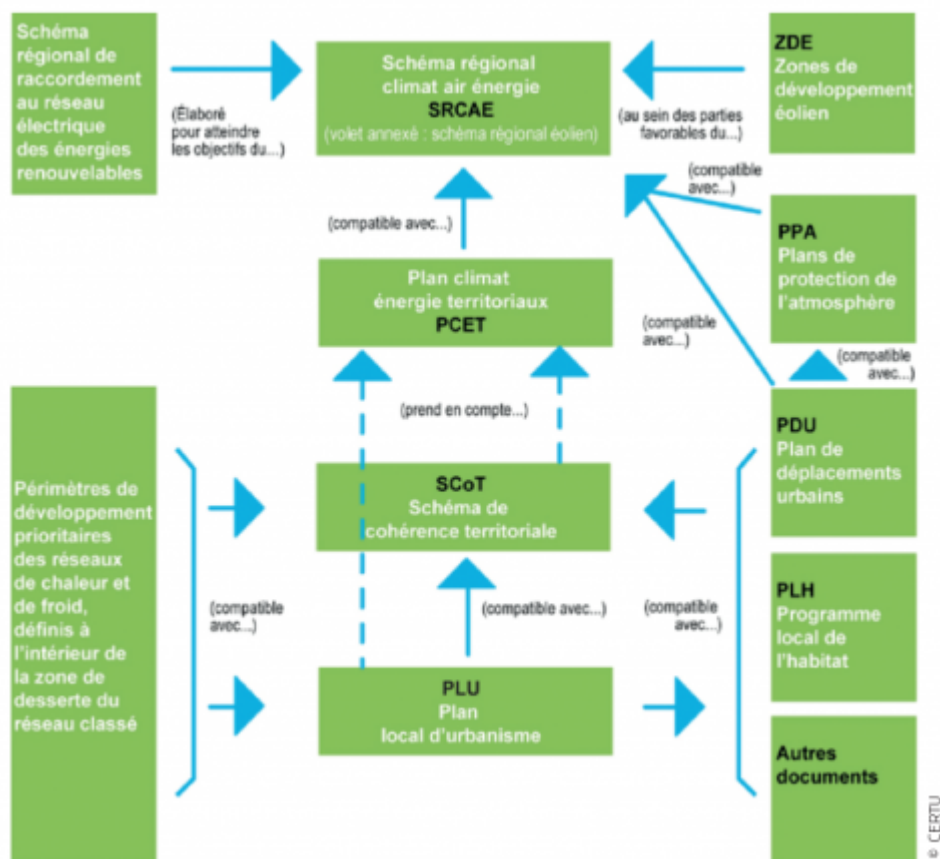 Schéma
régional de
raccordement
au réseau
électrique
des énergies
renouvelables
(Élaboré
pour atteindre
les objectifs du...)
Schéma régional
climat air énergie
SRCAE
(volet annexé : schéma régional éolien)
(au sein des parties
favorables du...)
ZDE
Zones de
développement
éolien
(compatible
avec...)
(compatible avec...)
PPA
Plans de
protection de
l'atmosphère
Plan climat
énergie territoriaux
PCET
(compatible
avec...)
(compatible
avec...)
(prend en compte...)
PDU
Plan de
déplacements
urbains
Périmètres de
développement
prioritaires
des réseaux
de chaleur et
de froid,
définis à
l'intérieur de
la zone de
desserte du
réseau classé
SCoT
Schéma de
cohérence territoriale
(compatible
avec...)
(compatible avec...)
(compatible
avec...)
PLH
Programme
local de
l'habitat
PLU
Plan
local d'urbanisme
Autres
documents
© CERTU